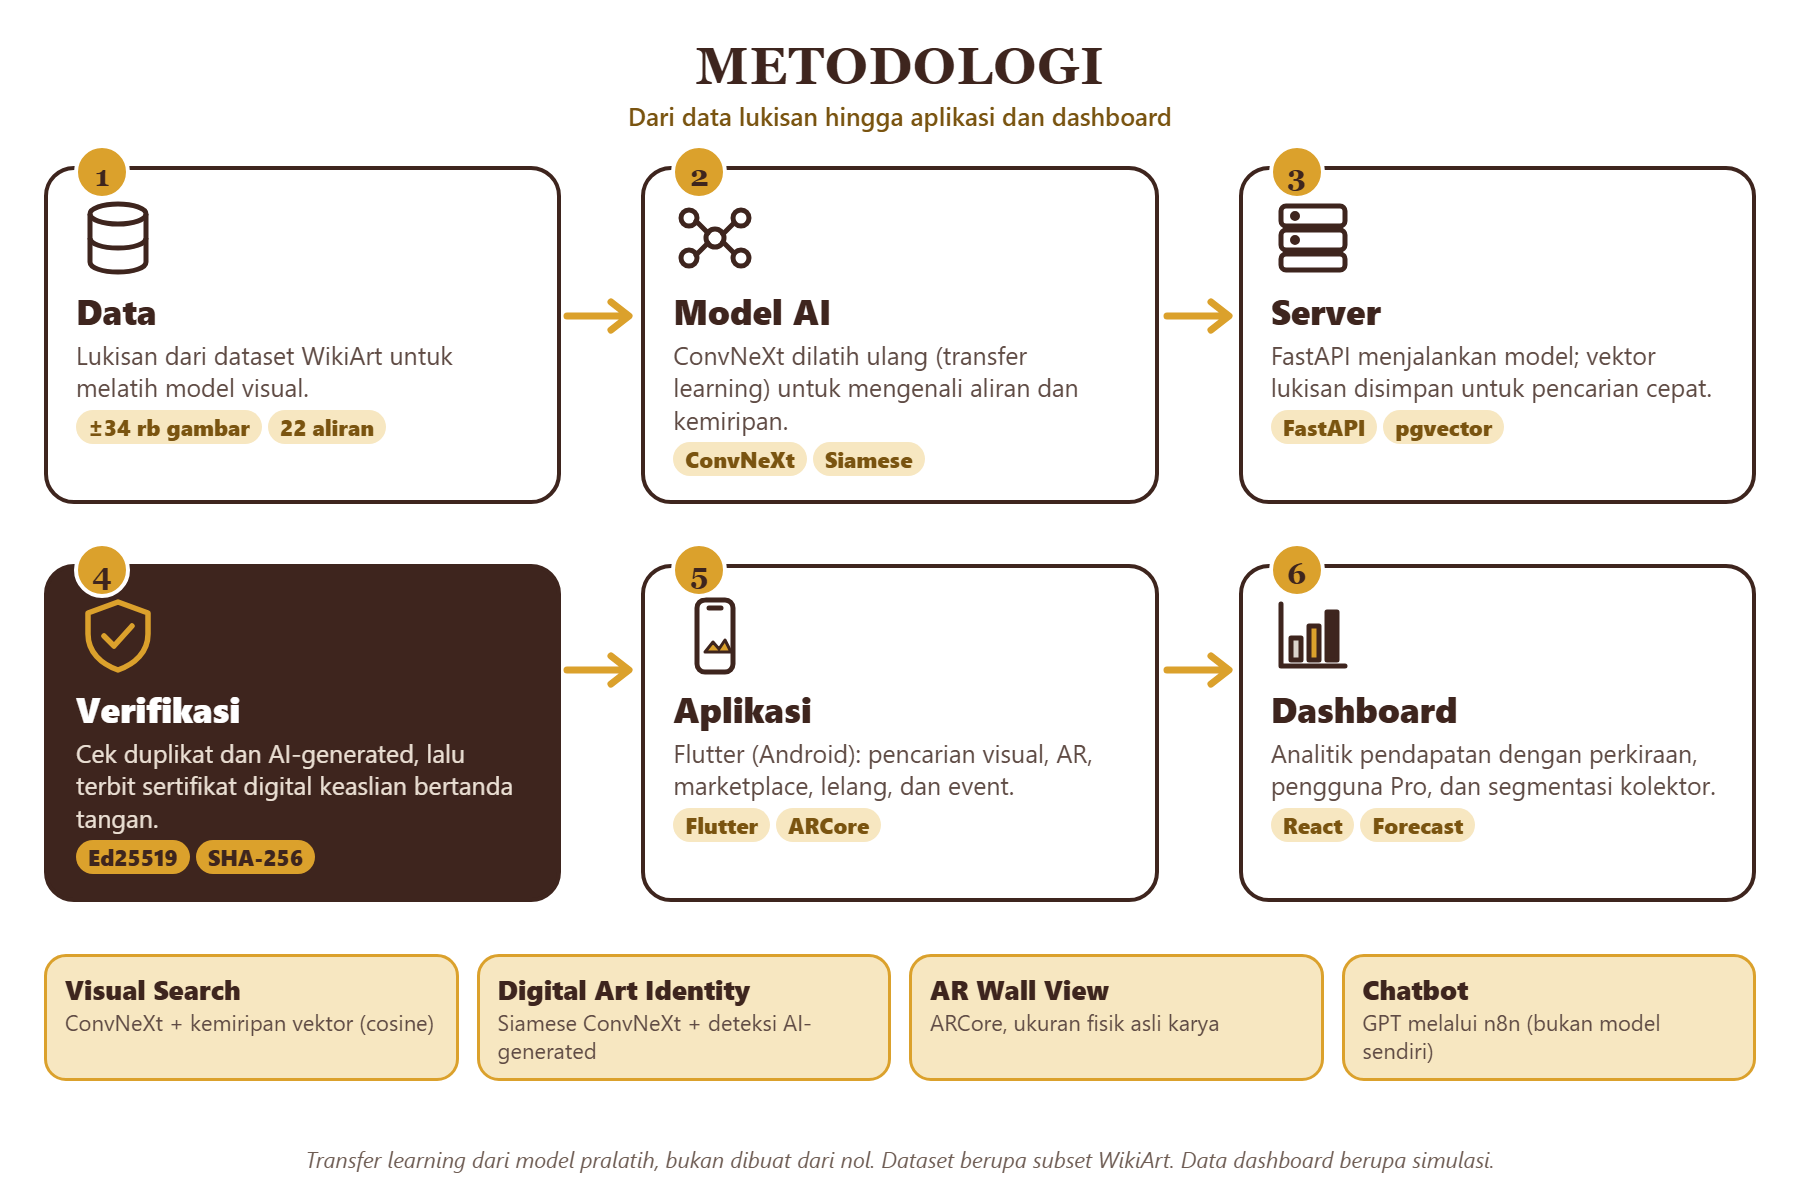 METODOLOGI
Dari data lukisan hingga aplikasi dan dashboard
1
Data
Lukisan dari dataset WikiArt untuk
melatih model visual.
±34 rb gambar 22 aliran
2
Model AI
ConvNeXt dilatih ulang (transfer
learning) untuk mengenali aliran dan
kemiripan.
ConvNeXt Siamese
3
Server
FastAPI menjalankan model; vektor
lukisan disimpan untuk pencarian cepat.
FastAPI pgvector
4
Verifikasi
Cek duplikat dan AI-generated, lalu
terbit sertifikat digital keaslian bertanda
tangan.
Ed25519 SHA-256
5
Aplikasi
Flutter (Android): pencarian visual, AR,
marketplace, lelang, dan event.
Flutter ARCore
6
Dashboard
Analitik pendapatan dengan perkiraan,
pengguna Pro, dan segmentasi kolektor.
React Forecast
Visual Search
ConvNeXt + kemiripan vektor (cosine)
Digital Art Identity
Siamese ConvNeXt + deteksi AI-
generated
AR Wall View
ARCore, ukuran fisik asli karya
Chatbot
GPT melalui n8n (bukan model
sendiri)
Transfer learning dari model pralatih, bukan dibuat dari nol. Dataset berupa subset WikiArt. Data dashboard berupa simulasi.